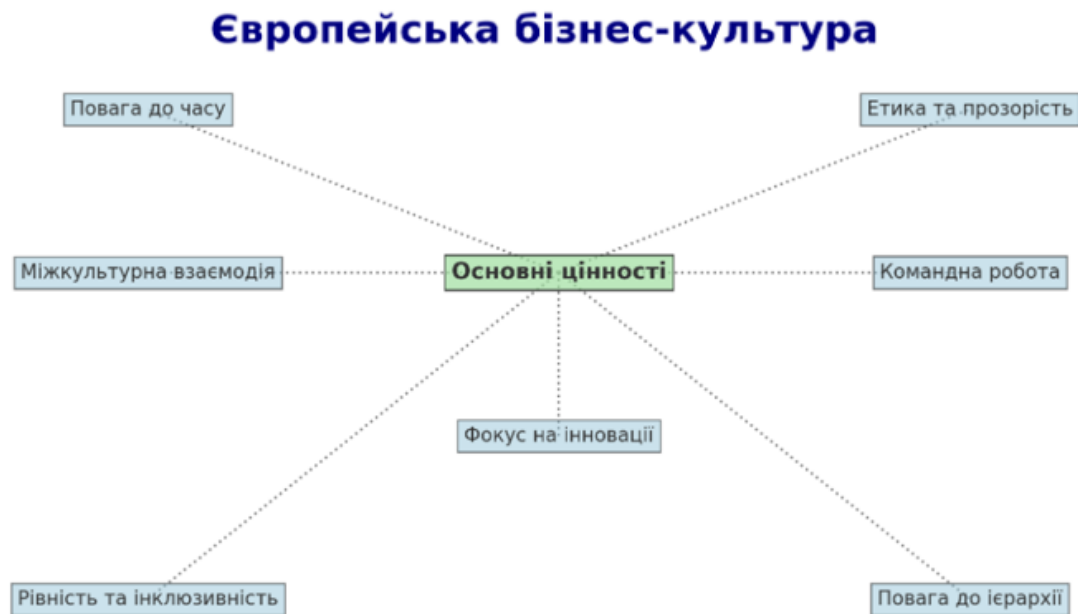 Європейська бізнес-культура
Повага до часу
Етика та прозорість
Міжкультурна взаємодія
Основні цінності
Командна робота
Фокус на інновації
Рівність та інклюзивність
Повага до ієрархії